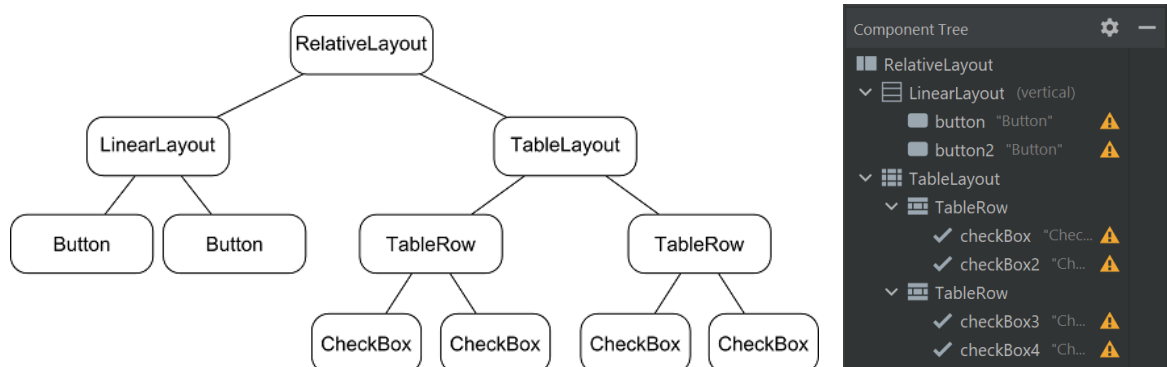 RelativeLayout
LinearLayout
TableLayout
Button
Button
TableRow
TableRow
CheckBox
CheckBox
CheckBox
CheckBox
Component Tree
RelativeLayout
LinearLayout (vertical)
button "Button"
button2 "Button"
TableLayout
TableRow
checkBox "Chec...
checkBox2 "Ch...
TableRow
checkBox3 "Ch...
checkBox4 "Ch...